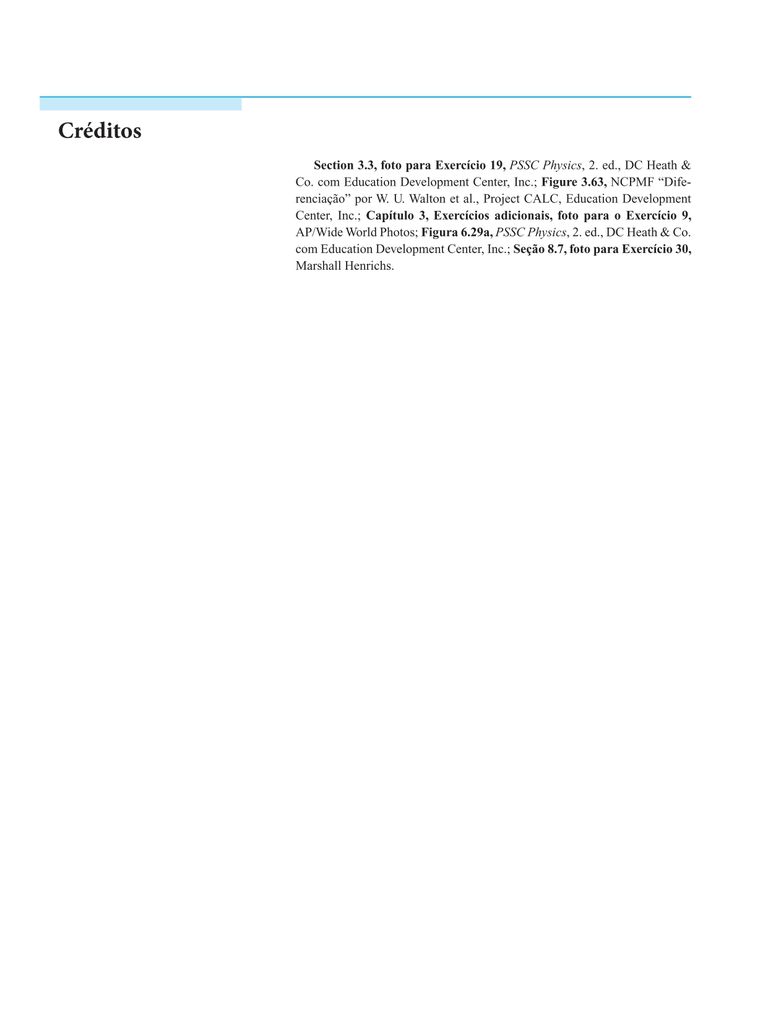 Créditos
Section 3.3, foto para Exercício 19, PSSC Physics, 2. ed., DC Heath &
Co. com Education Development Center, Inc.; Figure 3.63, NCPMF “Dife-
renciação” por W. U. Walton et al., Project CALC, Education Development
Center, Inc.; Capítulo 3, Exercícios adicionais, foto para o Exercício 9,
AP/Wide World Photos; Figura 6.29a, PSSC Physics, 2. ed., DC Heath & Co.
com Education Development Center, Inc.; Seção 8.7, foto para Exercício 30,
Marshall Henrichs.